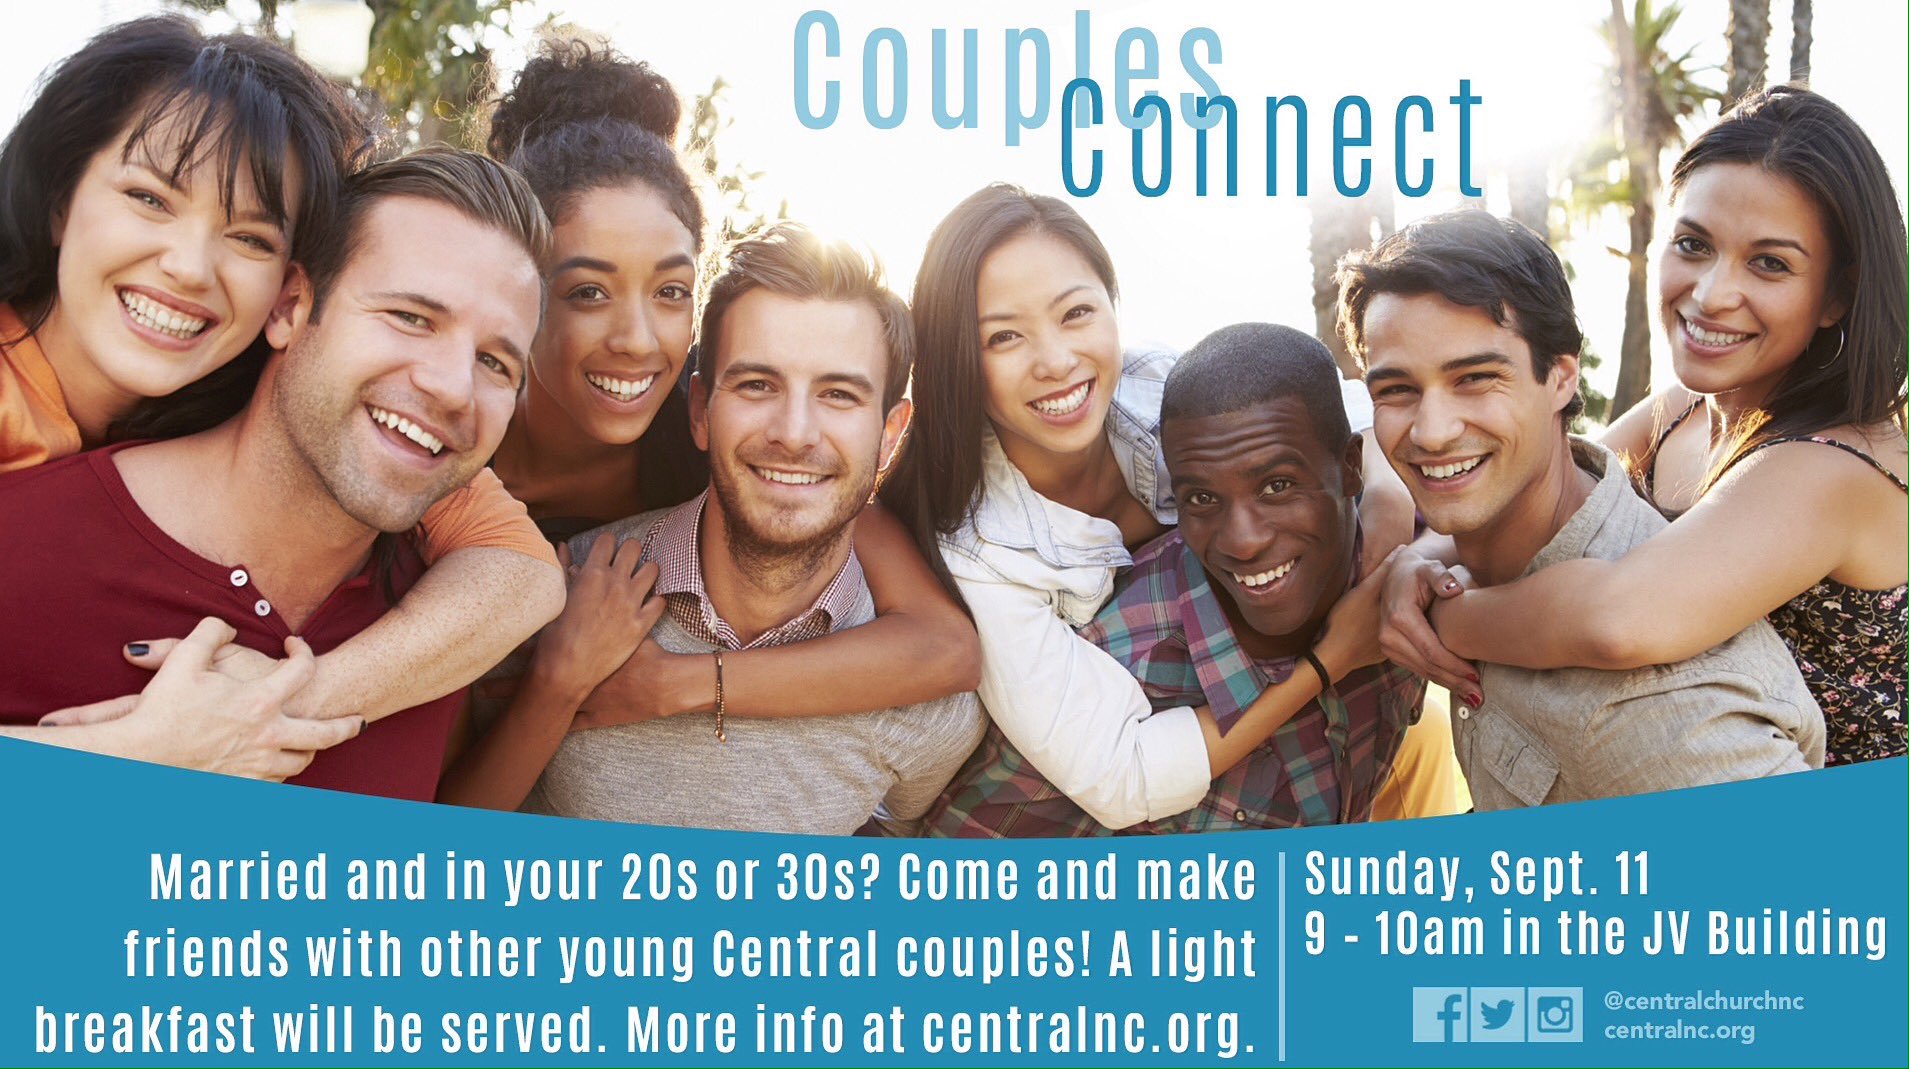 Couples
Connect
Married and in your 20s or 30s? Come and make
friends with other young Central couples! A light
breakfast will be served. More info at centralnc.org.
Sunday, Sept. 11
9 - 10am in the JV Building
@centralchurchnc
centralnc.org